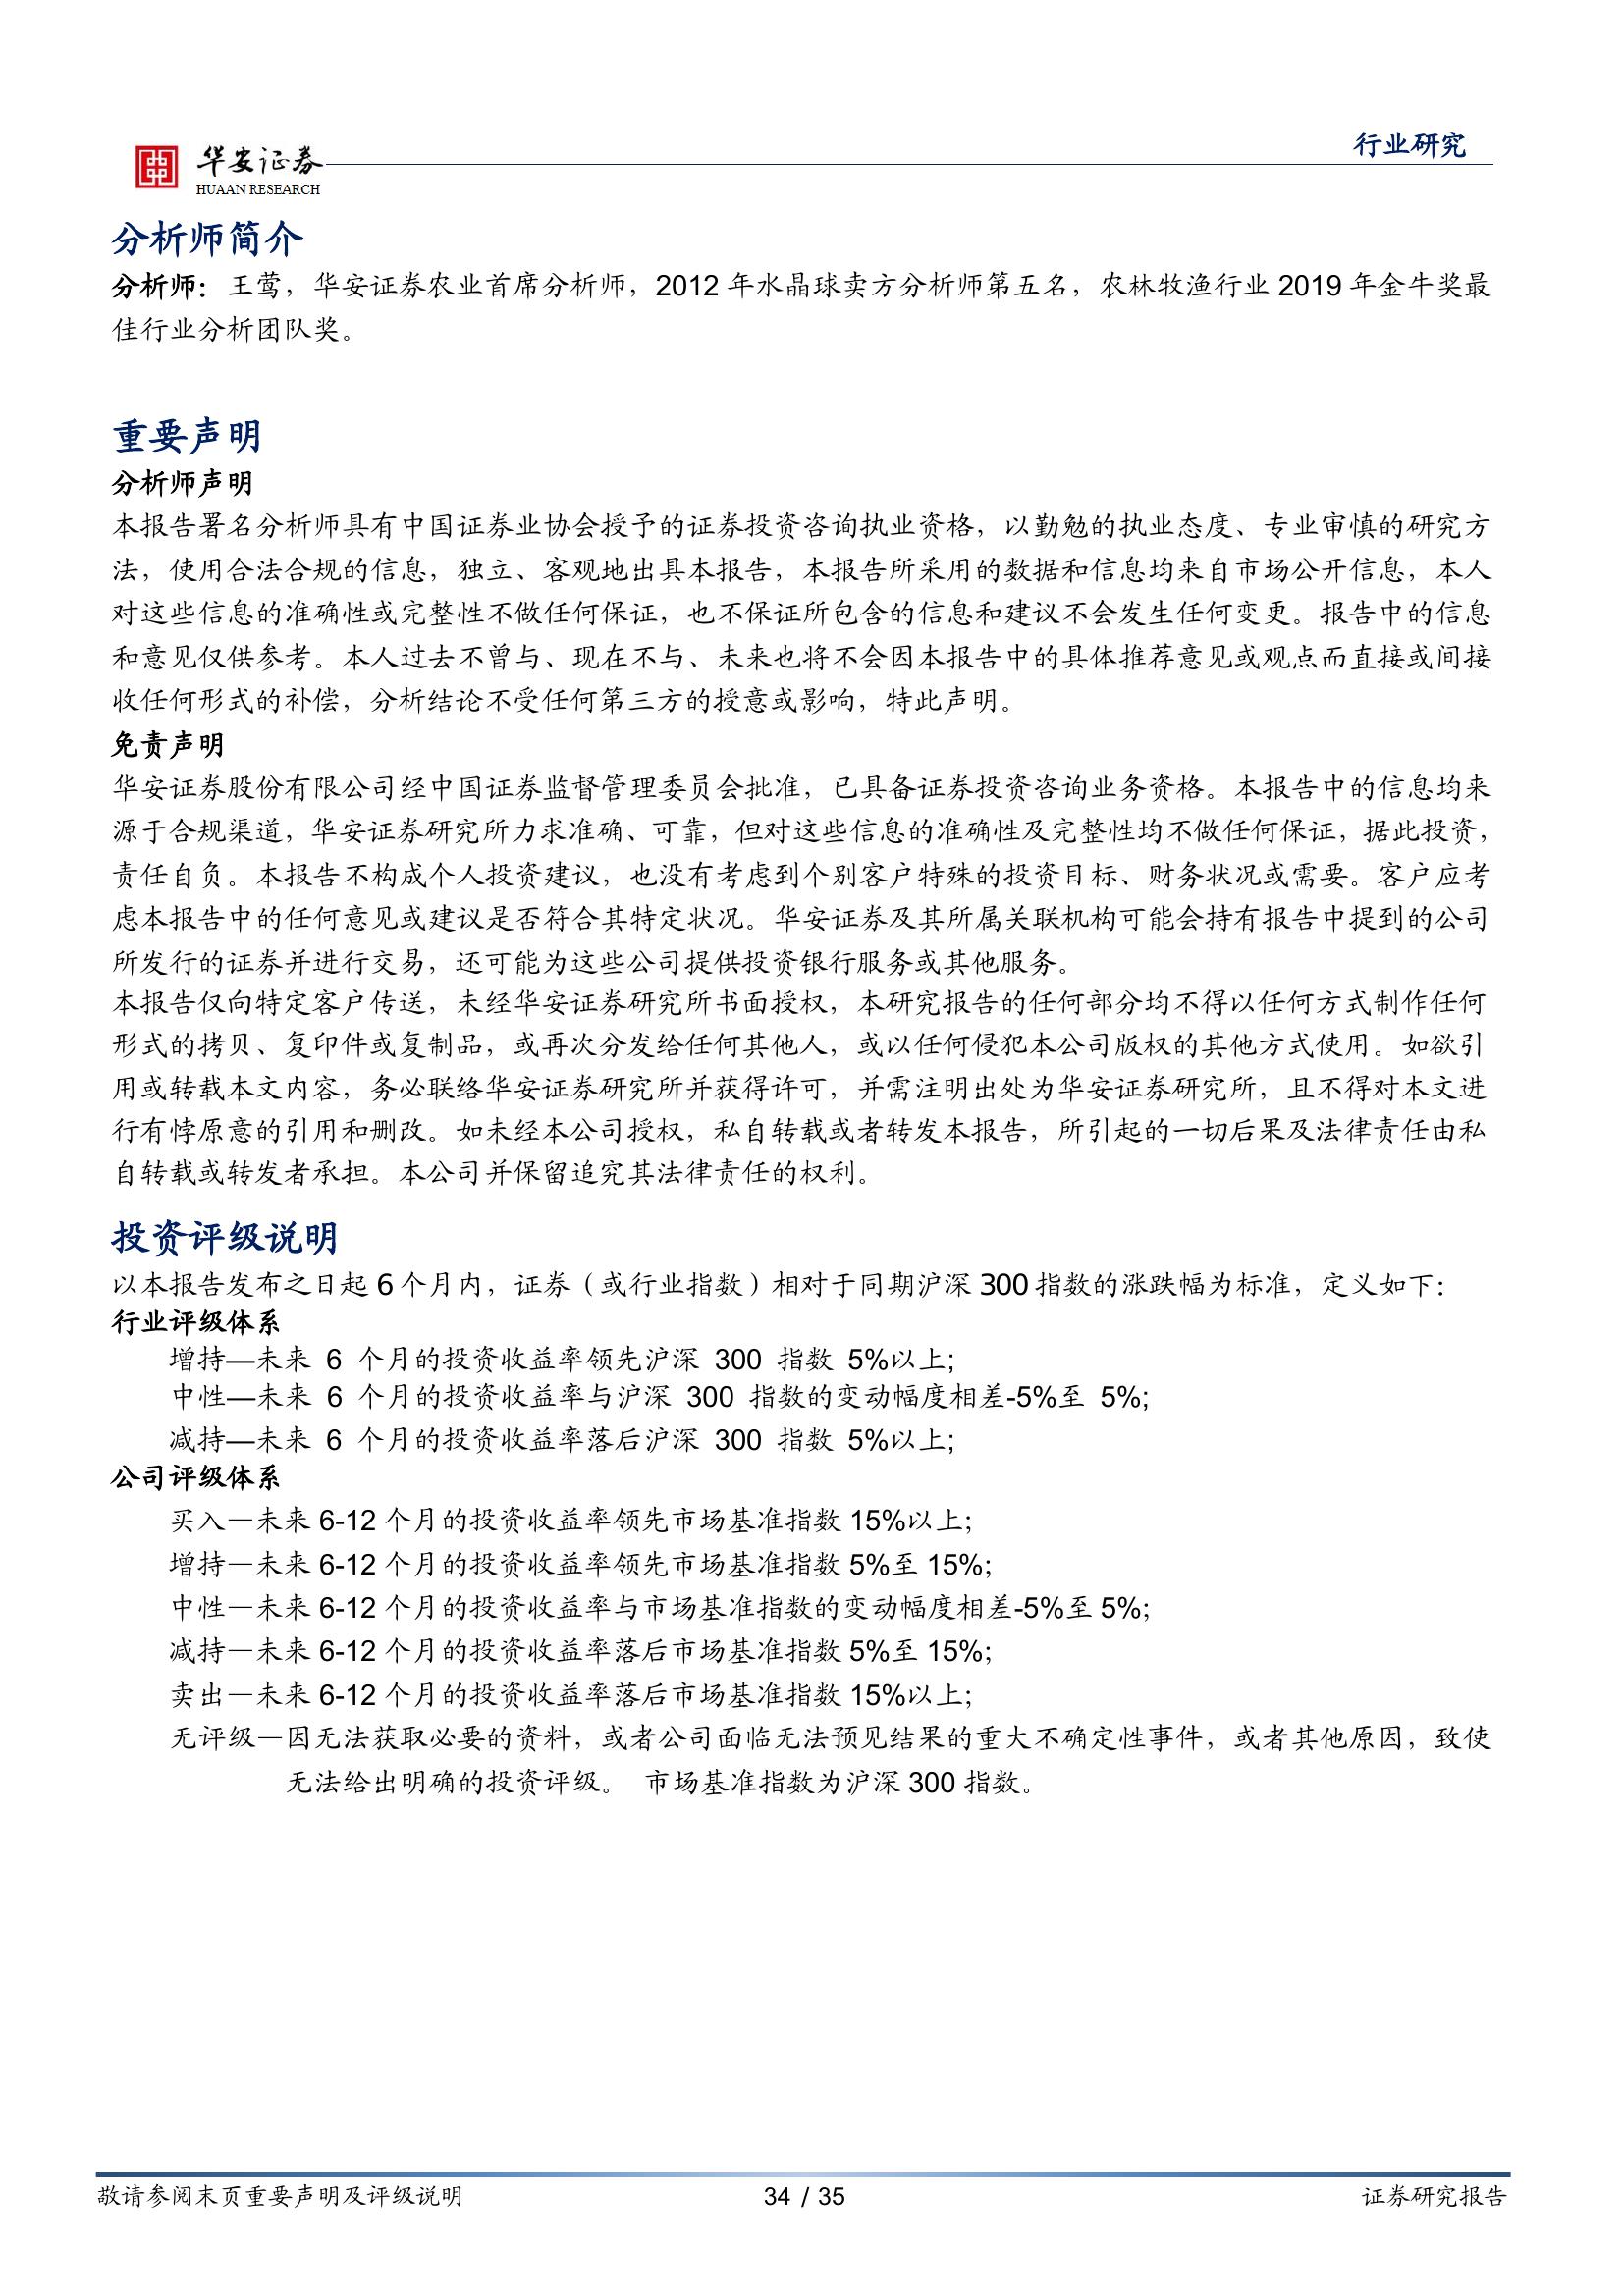 行业研究
华安证券
HUAAN RESEARCH
分析师简介
分析师：王莺，华安证券农业首席分析师，2012 年水晶球卖方分析师第五名，农林牧渔行业 2019 年金牛奖最
佳行业分析团队奖。
重要声明
分析师声明
本报告署名分析师具有中国证券业协会授予的证券投资咨询执业资格，以勤勉的执业态度、专业审慎的研究方
法，使用合法合规的信息，独立、客观地出具本报告，本报告所采用的数据和信息均来自市场公开信息，本人
对这些信息的准确性或完整性不做任何保证，也不保证所包含的信息和建议不会发生任何变更。报告中的信息
和意见仅供参考。本人过去不曾与、现在不与、未来也将不会因本报告中的具体推荐意见或观点而直接或间接
收任何形式的补偿，分析结论不受任何第三方的授意或影响，特此声明。
免责声明
华安证券股份有限公司经中国证券监督管理委员会批准，已具备证券投资咨询业务资格。本报告中的信息均来
源于合规渠道，华安证券研究所力求准确、可靠，但对这些信息的准确性及完整性均不做任何保证，据此投资，
责任自负。本报告不构成个人投资建议，也没有考虑到个别客户特殊的投资目标、财务状况或需要。客户应考
虑本报告中的任何意见或建议是否符合其特定状况。华安证券及其所属关联机构可能会持有报告中提到的公司
所发行的证券并进行交易，还可能为这些公司提供投资银行服务或其他服务。
本报告仅向特定客户传送，未经华安证券研究所书面授权，本研究报告的任何部分均不得以任何方式制作任何
形式的拷贝、复印件或复制品，或再次分发给任何其他人，或以任何侵犯本公司版权的其他方式使用。如欲引
用或转载本文内容，务必联络华安证券研究所并获得许可，并需注明出处为华安证券研究所，且不得对本文进
行有悖原意的引用和删改。如未经本公司授权，私自转载或者转发本报告，所引起的一切后果及法律责任由私
自转载或转发者承担。本公司并保留追究其法律责任的权利。
投资评级说明
以本报告发布之日起 6 个月内，证券（或行业指数）相对于同期沪深 300 指数的涨跌幅为标准，定义如下：
行业评级体系
增持—未来 6 个月的投资收益率领先沪深 300 指数 5%以上;
中性—未来 6 个月的投资收益率与沪深 300 指数的变动幅度相差-5%至 5%;
减持—未来 6 个月的投资收益率落后沪深 300 指数 5%以上;
公司评级体系
买入—未来 6-12 个月的投资收益率领先市场基准指数 15%以上;
增持—未来 6-12 个月的投资收益率领先市场基准指数 5%至 15%;
中性—未来 6-12 个月的投资收益率与市场基准指数的变动幅度相差-5%至 5%;
减持—未来 6-12 个月的投资收益率落后市场基准指数 5%至 15%;
卖出—未来 6-12 个月的投资收益率落后市场基准指数 15%以上;
无评级—因无法获取必要的资料，或者公司面临无法预见结果的重大不确定性事件，或者其他原因，致使
无法给出明确的投资评级。 市场基准指数为沪深 300 指数。
敬请参阅末页重要声明及评级说明
34 / 35
证券研究报告